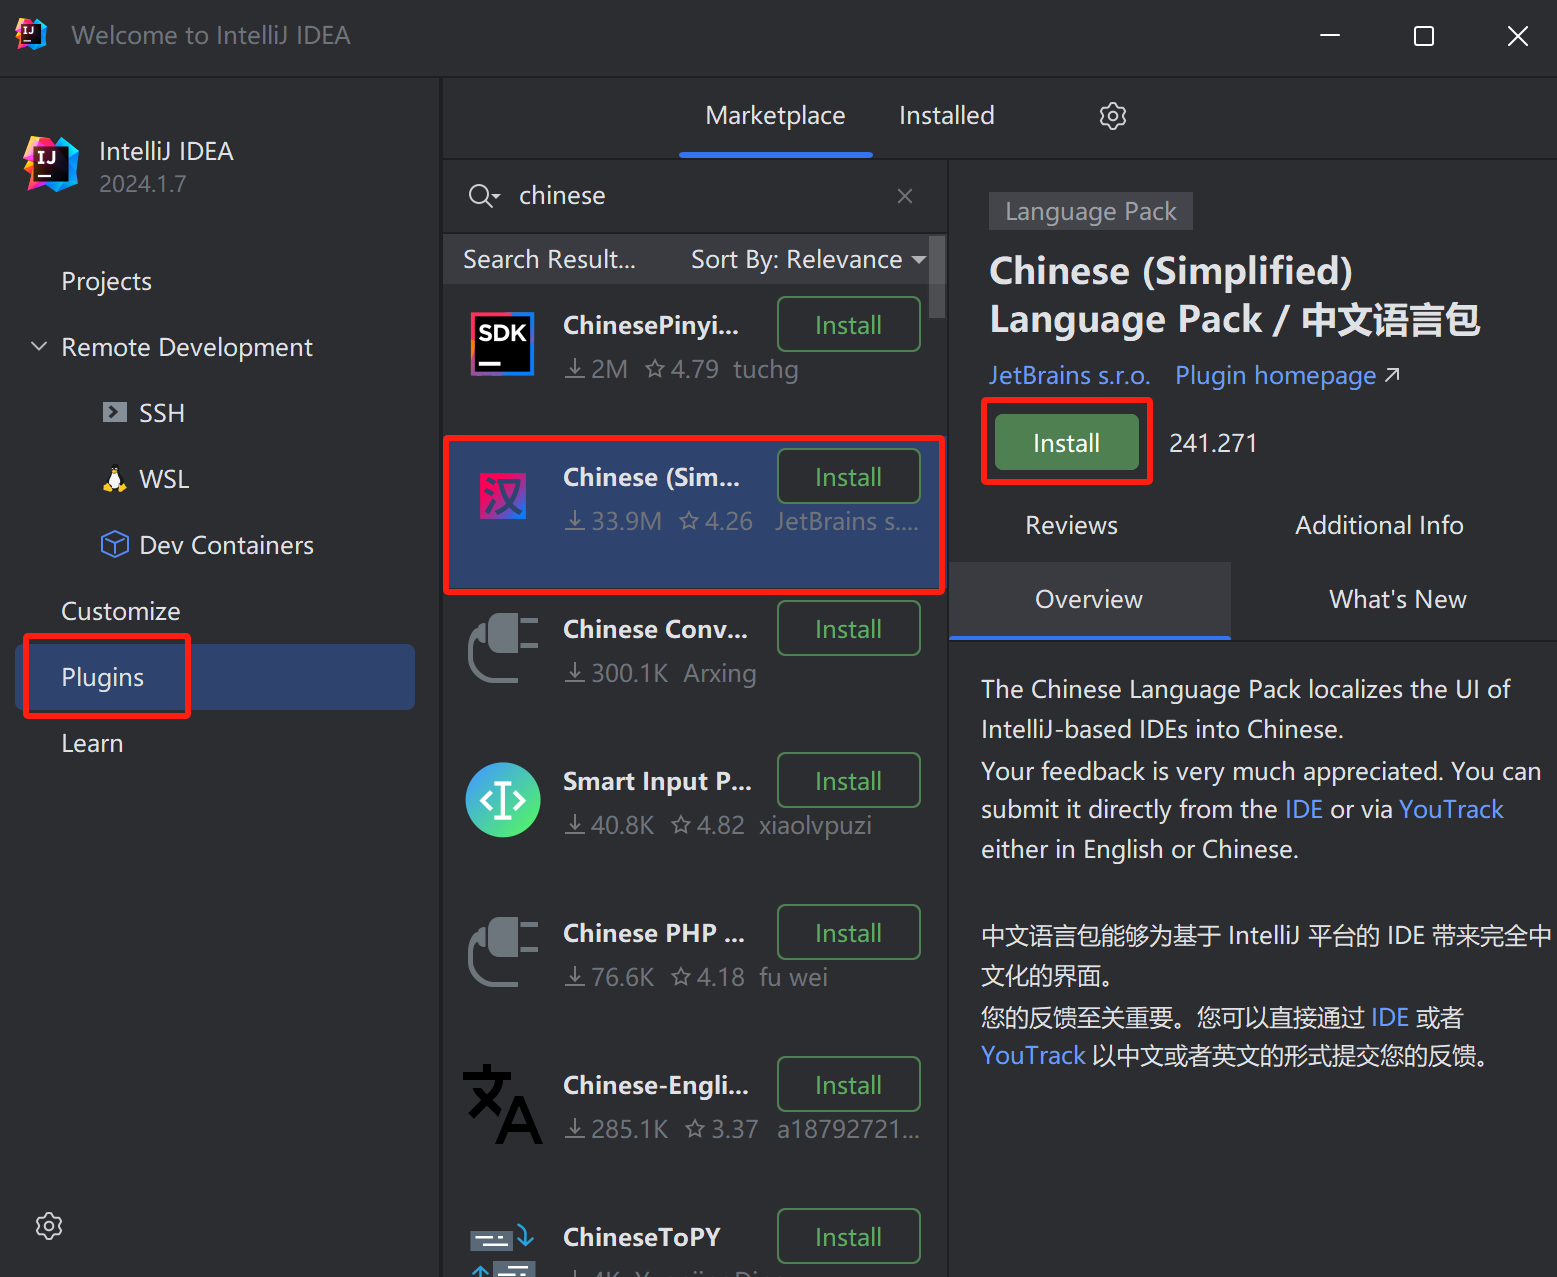 IJ
Welcome to IntelliJ IDEA
IJ
IntelliJ IDEA
2024.1.7
Projects
Remote Development
SSH
WSL
Dev Containers
Customize
Plugins
Learn
Marketplace
Installed
chinese
Search Result...
Sort By: Relevance
SDK
ChinesePinyi...
Install
2M 4.79 tuchg
汉
Chinese (Sim...
Install
33.9M 4.26 JetBrains s....
Chinese Conv...
Install
300.1K Arxing
Smart Input P...
Install
40.8K 4.82 xiaolvpuzi
Chinese PHP ...
Install
76.6K 4.18 fu wei
文A
Chinese-Engli...
Install
285.1K 3.37 a18792721...
ChineseToPY
Install
Language Pack
Chinese (Simplified)
Language Pack / 中文语言包
JetBrains s.r.o. Plugin homepage
Install
241.271
Reviews
Additional Info
Overview
What's New
The Chinese Language Pack localizes the UI of
IntelliJ-based IDEs into Chinese.
Your feedback is very much appreciated. You can
submit it directly from the IDE or via YouTrack
either in English or Chinese.
中文语言包能够为基于 IntelliJ 平台的 IDE 带来完全中
文化的界面。
您的反馈至关重要。您可以直接通过 IDE 或者
YouTrack 以中文或者英文的形式提交您的反馈。